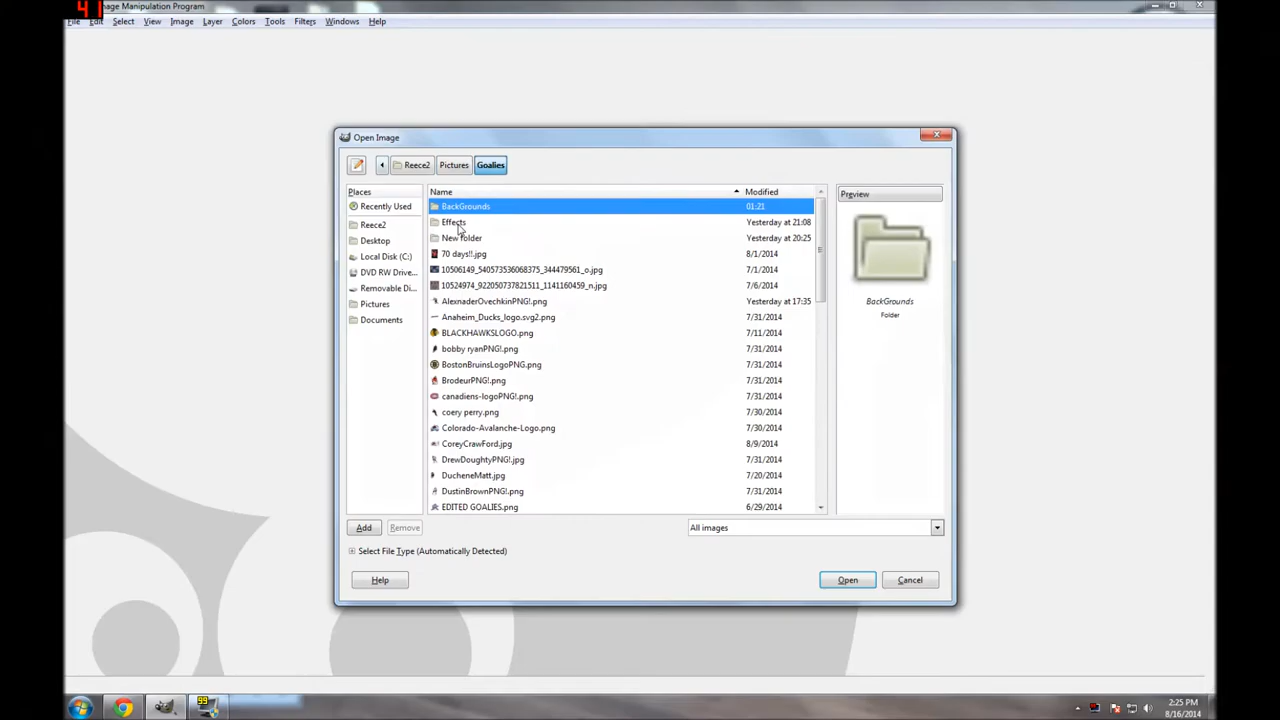 41
mage Manipulation Program
File Edit Select View Image Layer Colors Tools Filters Windows Help
Open Image
Reece2 Pictures Goalies
Places Name Modified Preview
Recently Used BackGrounds 01:21
Reece2 Effects Yesterday at 21:08
Desktop New folder Yesterday at 20:25
Local Disk (C:) 70 days!!.jpg 8/1/2014
DVD RW Drive... 10506149_540573536068375_344479561_o.jpg 7/1/2014
Removable Di... 10524974_922050737821511_1141160459_n.jpg 7/6/2014
Pictures AlexnaderOvechkinPNG!.png Yesterday at 17:35
Documents Anaheim_Ducks_logo.svg2.png 7/31/2014
BackGrounds
Folder
BLACKHAWKSLOGO.png 7/11/2014
bobby ryanPNG!.png 7/31/2014
BostonBruinsLogoPNG.png 7/31/2014
BrodeurPNG!.png 7/31/2014
canadiens-logoPNG!.png 7/31/2014
coery perry.png 7/30/2014
Colorado-Avalanche-Logo.png 7/30/2014
CoreyCrawFord.jpg 8/9/2014
DrewDoughtyPNG!.jpg 7/31/2014
DucheneMatt.jpg 7/20/2014
DustinBrownPNG!.png 7/31/2014
EDITED GOALIES.png 6/29/2014
Add Remove All images
Select File Type (Automatically Detected)
Help Open Cancel
99
2:25 PM
8/16/2014